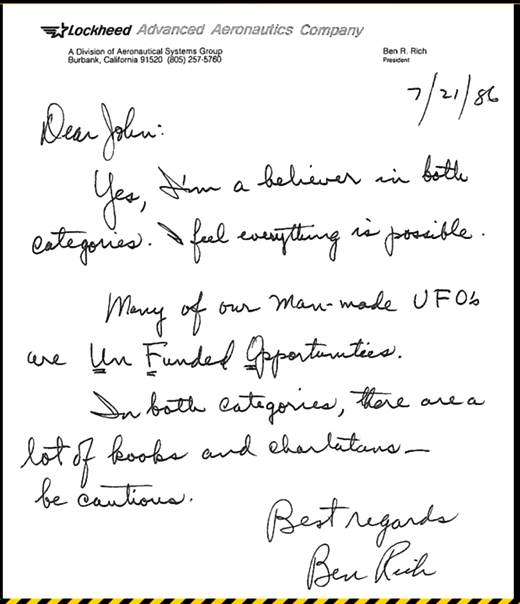 Lockheed Advanced Aeronautics Company
A Division of Aeronautical Systems Group
Burbank, California 91520 (805) 257-5760
Ben R. Rich
President
7/21/86
Dear John:
Yes, I'm a believer in both
categories. I feel everything is possible.
Many of our Man-made UFO's
are Un Funded Opportunities.
In both categories, there are a
lot of kooks and charlatans—
be cautious.
Best regards
Ben Rich